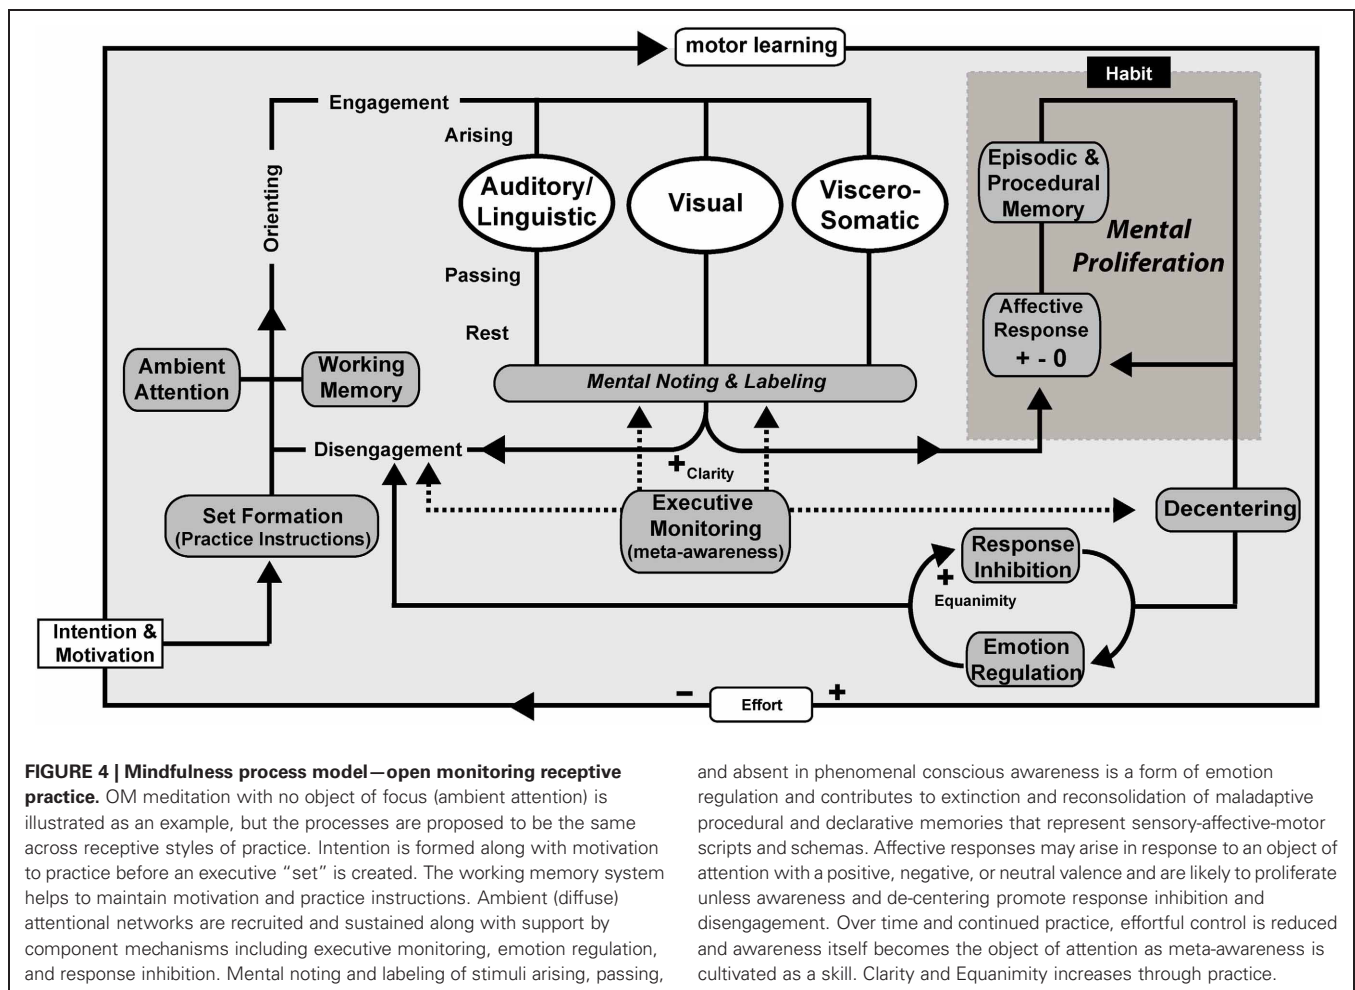 motor learning
Habit
Engagement
Arising
Orienting
Auditory/
Linguistic
Visual
Viscero-
Somatic
Episodic &
Procedural
Memory
Mental
Proliferation
Passing
Rest
Affective
Response
+ - 0
Ambient
Attention
Working
Memory
Mental Noting & Labeling
Disengagement
+ Clarity
Set Formation
(Practice Instructions)
Executive
Monitoring
(meta-awareness)
Decentering
Response
Inhibition
+
Equanimity
Intention &
Motivation
Emotion
Regulation
- Effort +
FIGURE 4 | Mindfulness process model—open monitoring receptive
practice. OM meditation with no object of focus (ambient attention) is
illustrated as an example, but the processes are proposed to be the same
across receptive styles of practice. Intention is formed along with motivation
to practice before an executive “set” is created. The working memory system
helps to maintain motivation and practice instructions. Ambient (diffuse)
attentional networks are recruited and sustained along with support by
component mechanisms including executive monitoring, emotion regulation,
and response inhibition. Mental noting and labeling of stimuli arising, passing,
and absent in phenomenal conscious awareness is a form of emotion
regulation and contributes to extinction and reconsolidation of maladaptive
procedural and declarative memories that represent sensory-affective-motor
scripts and schemas. Affective responses may arise in response to an object of
attention with a positive, negative, or neutral valence and are likely to proliferate
unless awareness and de-centering promote response inhibition and
disengagement. Over time and continued practice, effortful control is reduced
and awareness itself becomes the object of attention as meta-awareness is
cultivated as a skill. Clarity and Equanimity increases through practice.